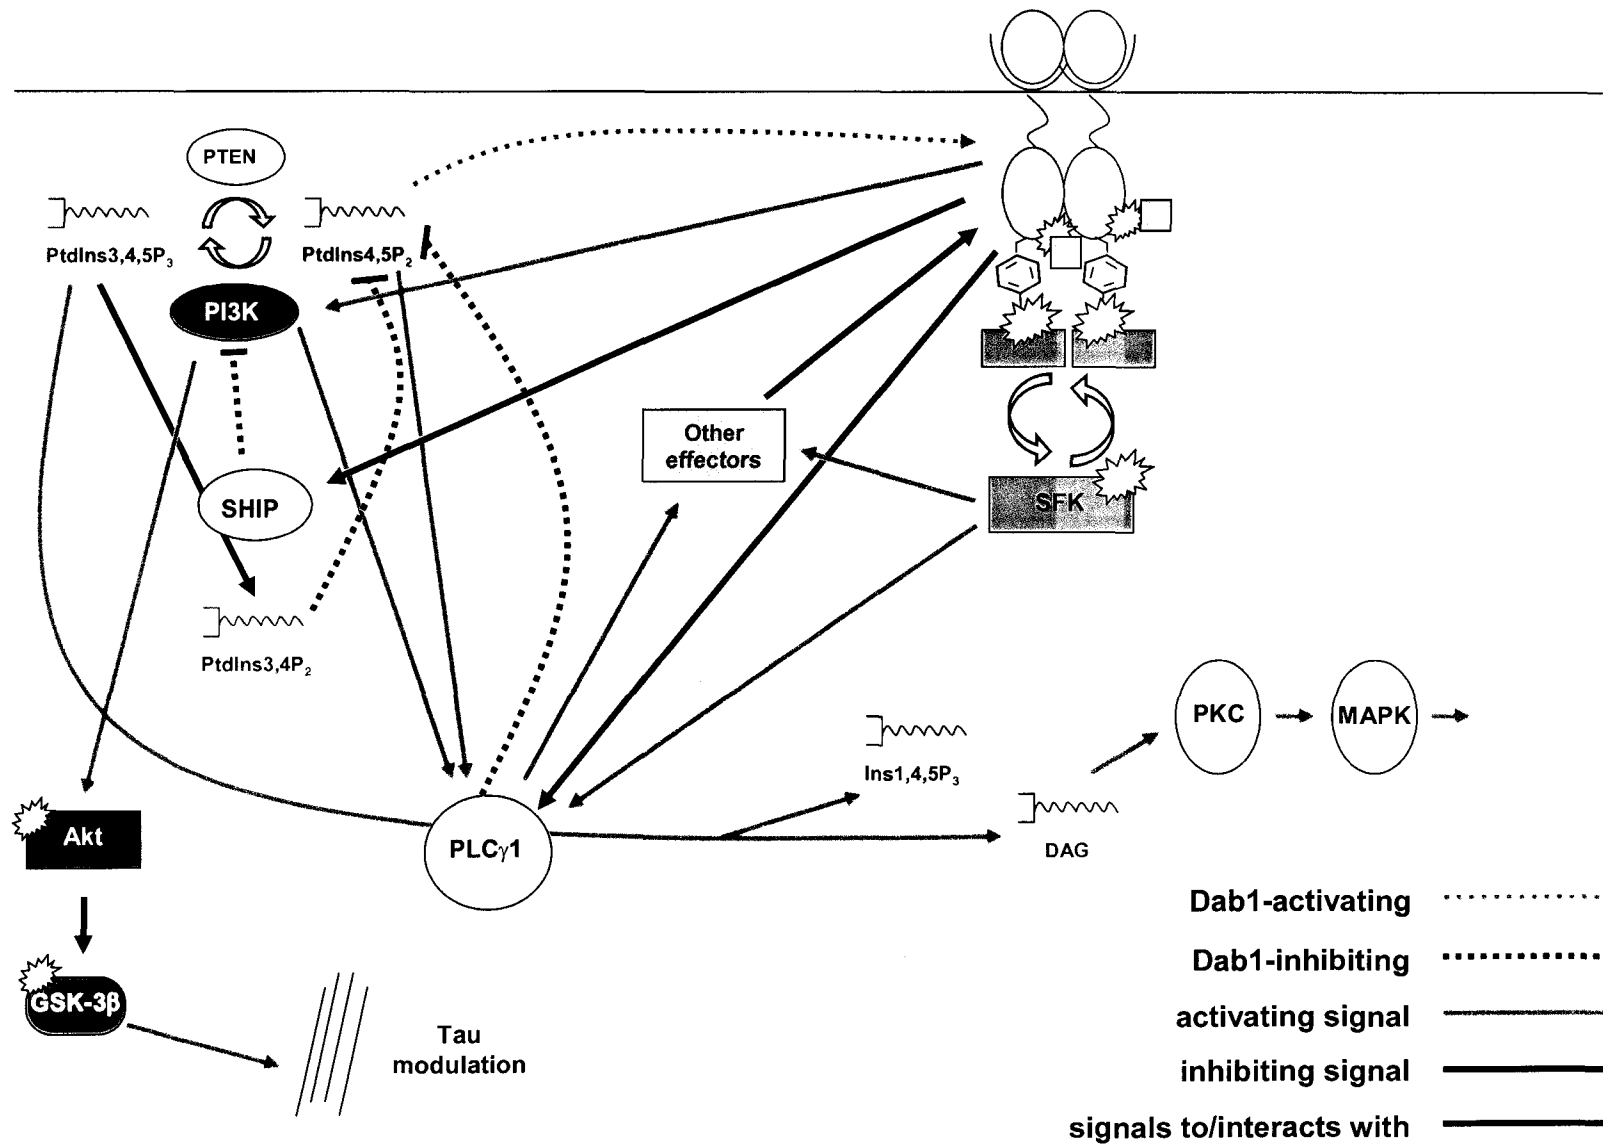 PTEN
PtdIns3,4,5P3
PtdIns4,5P2
PI3K
SHIP
Other
effectors
SFK
PtdIns3,4P2
PKC
MAPK
Ins1,4,5P3
DAG
Akt
PLCγ1
GSK-3β
Tau
modulation
Dab1-activating
Dab1-inhibiting
activating signal
inhibiting signal
signals to/interacts with